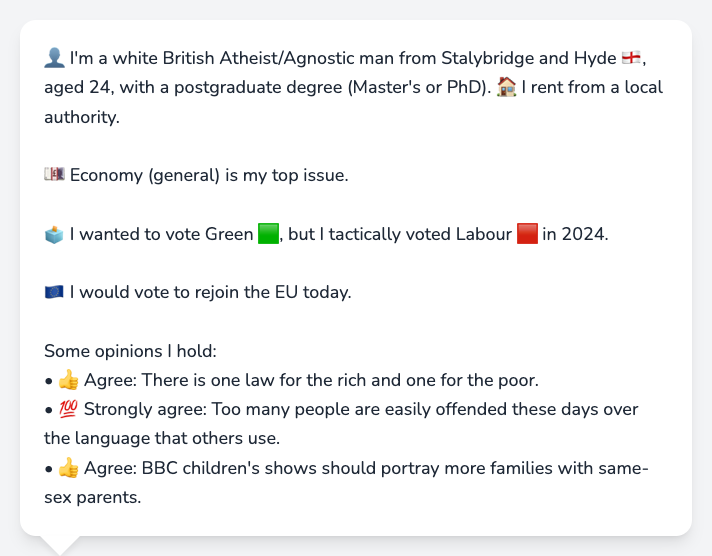 👤 I'm a white British Atheist/Agnostic man from Stalybridge and Hyde 🏴󠁧󠁢󠁥󠁮󠁧󠁿,
aged 24, with a postgraduate degree (Master's or PhD). 🏠 I rent from a local
authority.
💷 Economy (general) is my top issue.
🗳️ I wanted to vote Green 🟩, but I tactically voted Labour 🟥 in 2024.
🇪🇺 I would vote to rejoin the EU today.
Some opinions I hold:
• 👍 Agree: There is one law for the rich and one for the poor.
• 💯 Strongly agree: Too many people are easily offended these days over
the language that others use.
• 👍 Agree: BBC children's shows should portray more families with same-
sex parents.